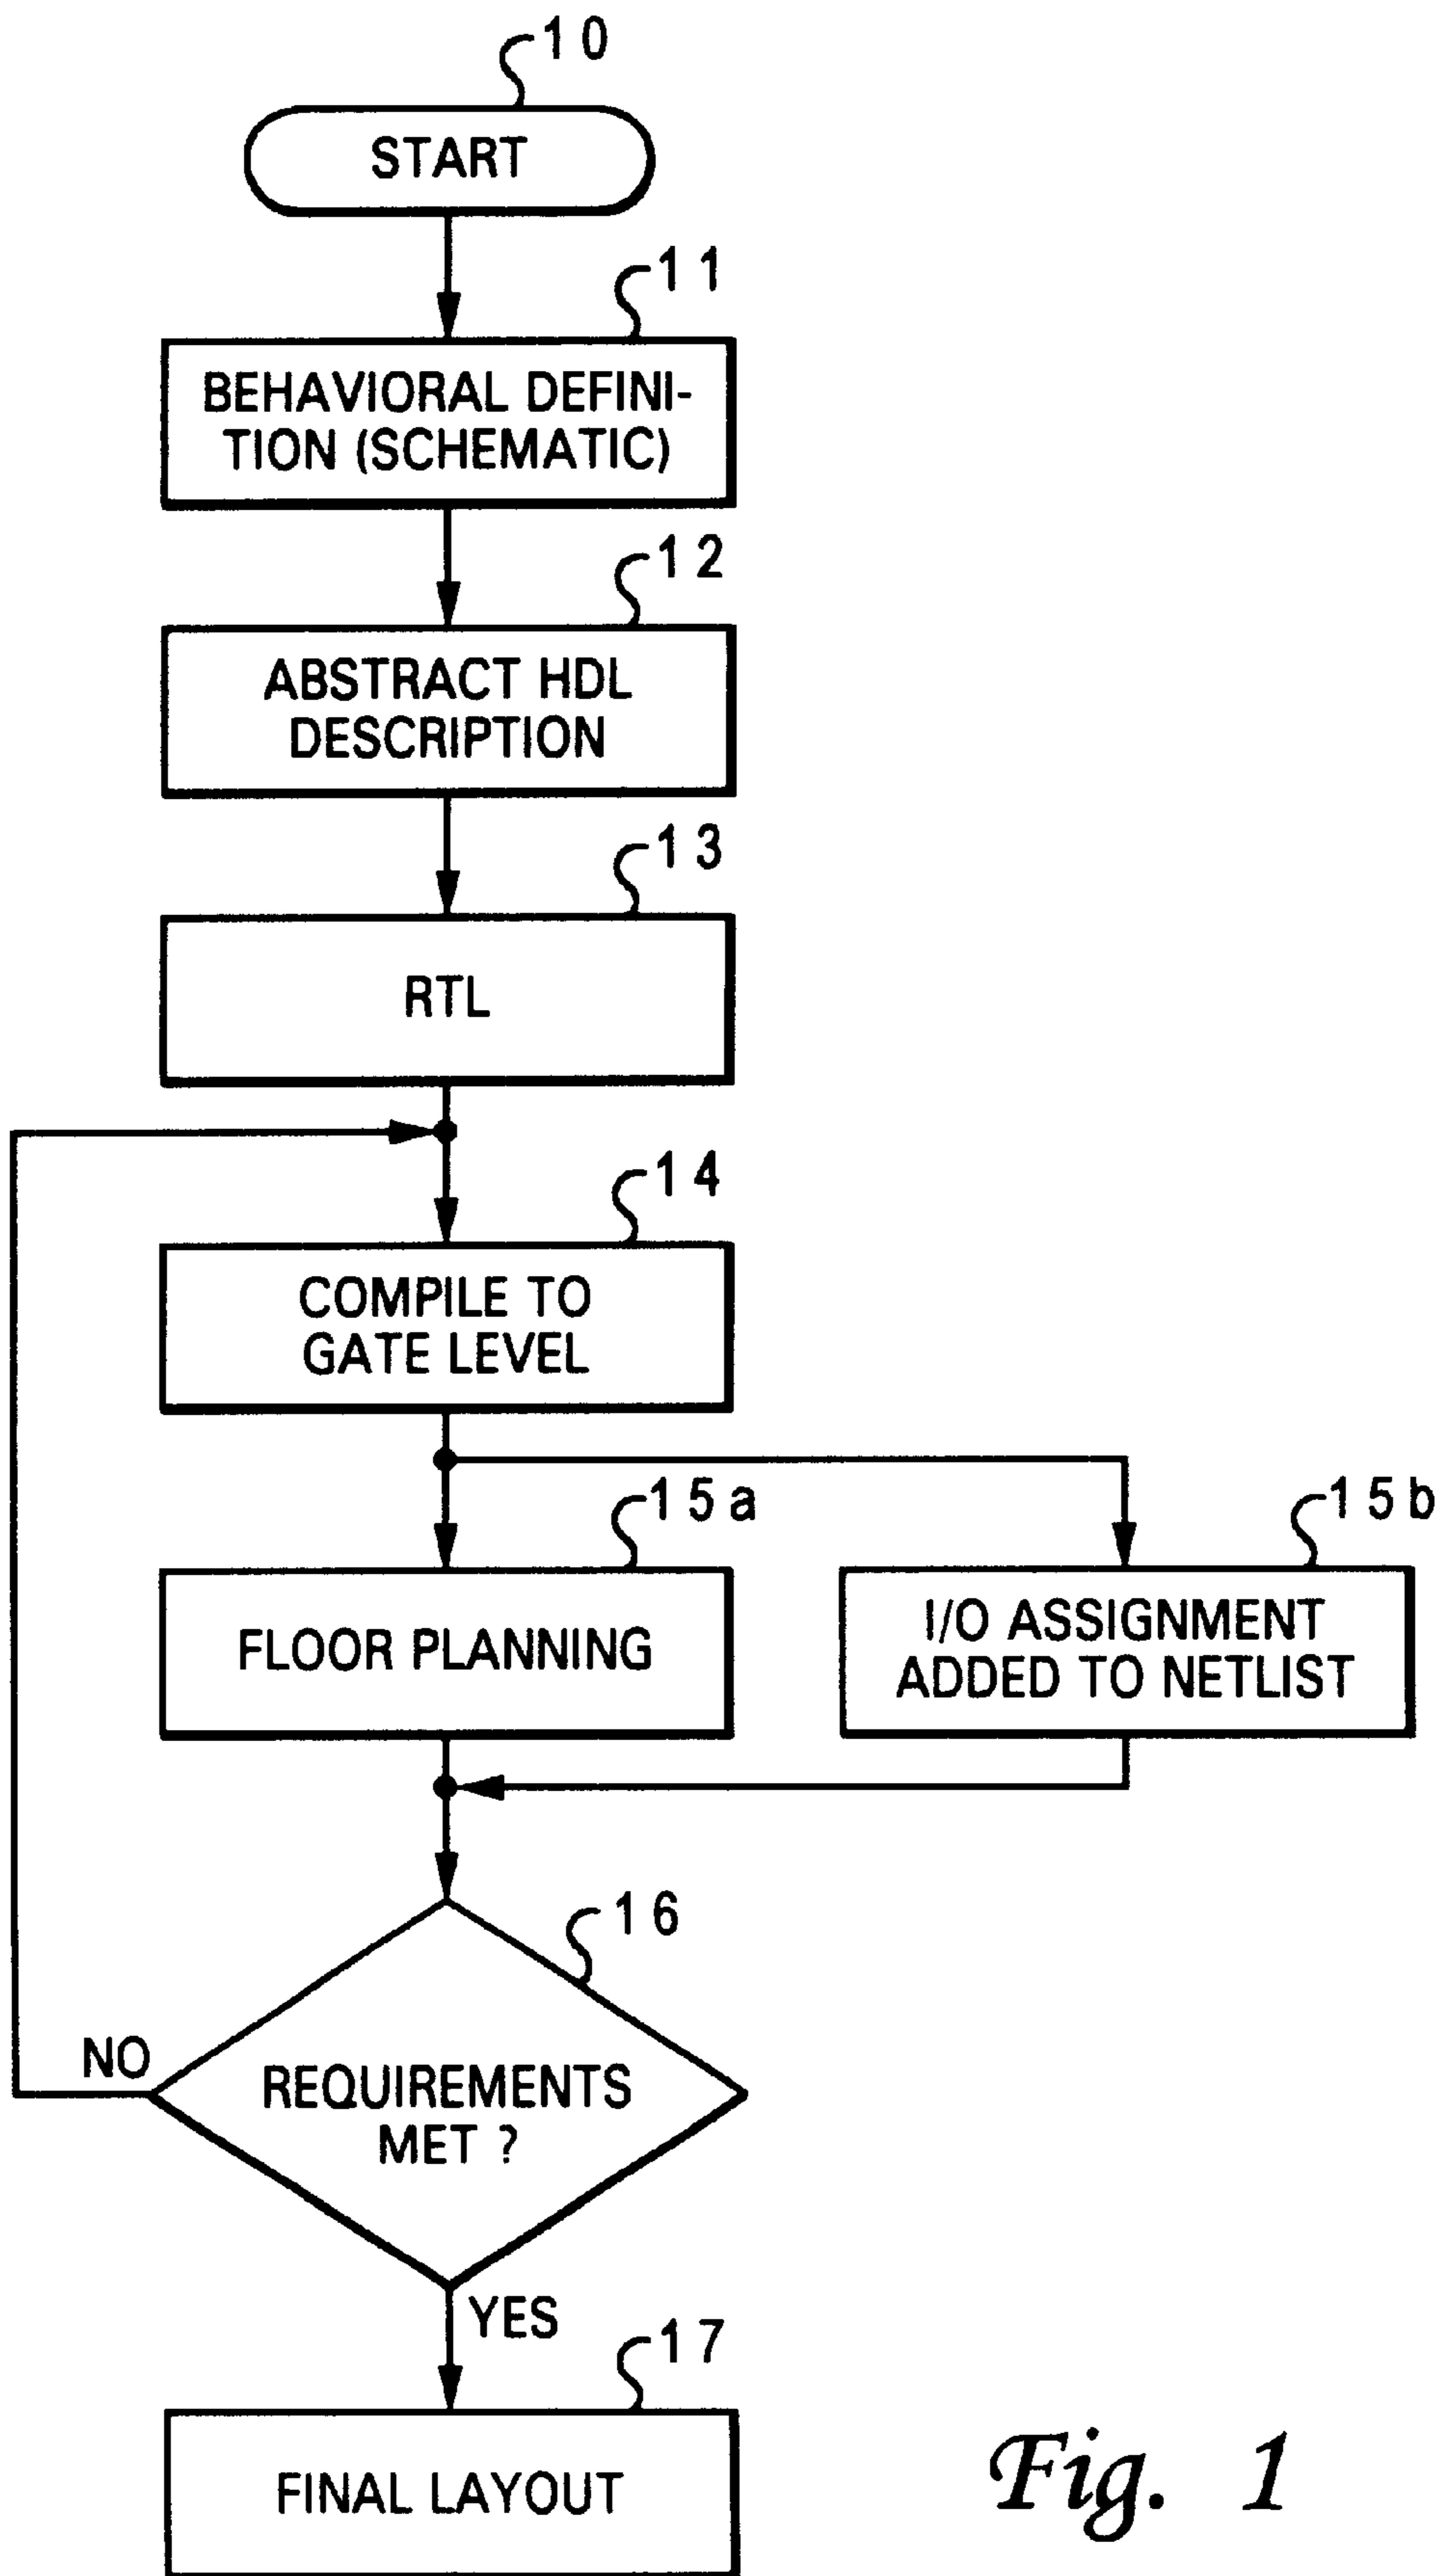 10
START
11
BEHAVIORAL DEFINI-
TION (SCHEMATIC)
12
ABSTRACT HDL
DESCRIPTION
13
RTL
14
COMPILE TO
GATE LEVEL
15a
FLOOR PLANNING
15b
I/O ASSIGNMENT
ADDED TO NETLIST
16
REQUIREMENTS
MET ?
NO
YES
17
FINAL LAYOUT
Fig. 1